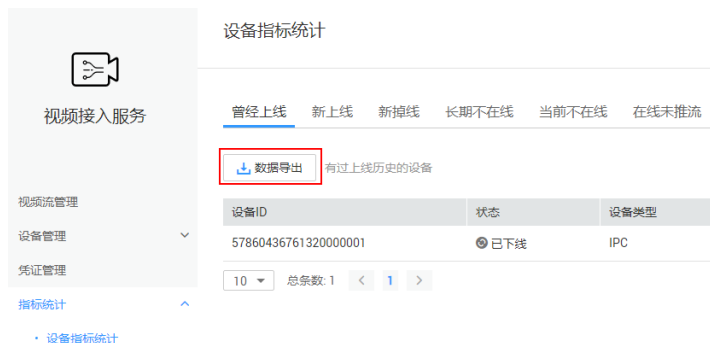 设备指标统计
视频接入服务
曾经上线 新上线 新掉线 长期不在线 当前不在线 在线未推流
数据导出 有过上线历史的设备
视频流管理
设备管理
凭证管理
指标统计
设备指标统计
设备ID 状态 设备类型
57860436761320000001 已下线 IPC
10 总条数: 1 < 1 >